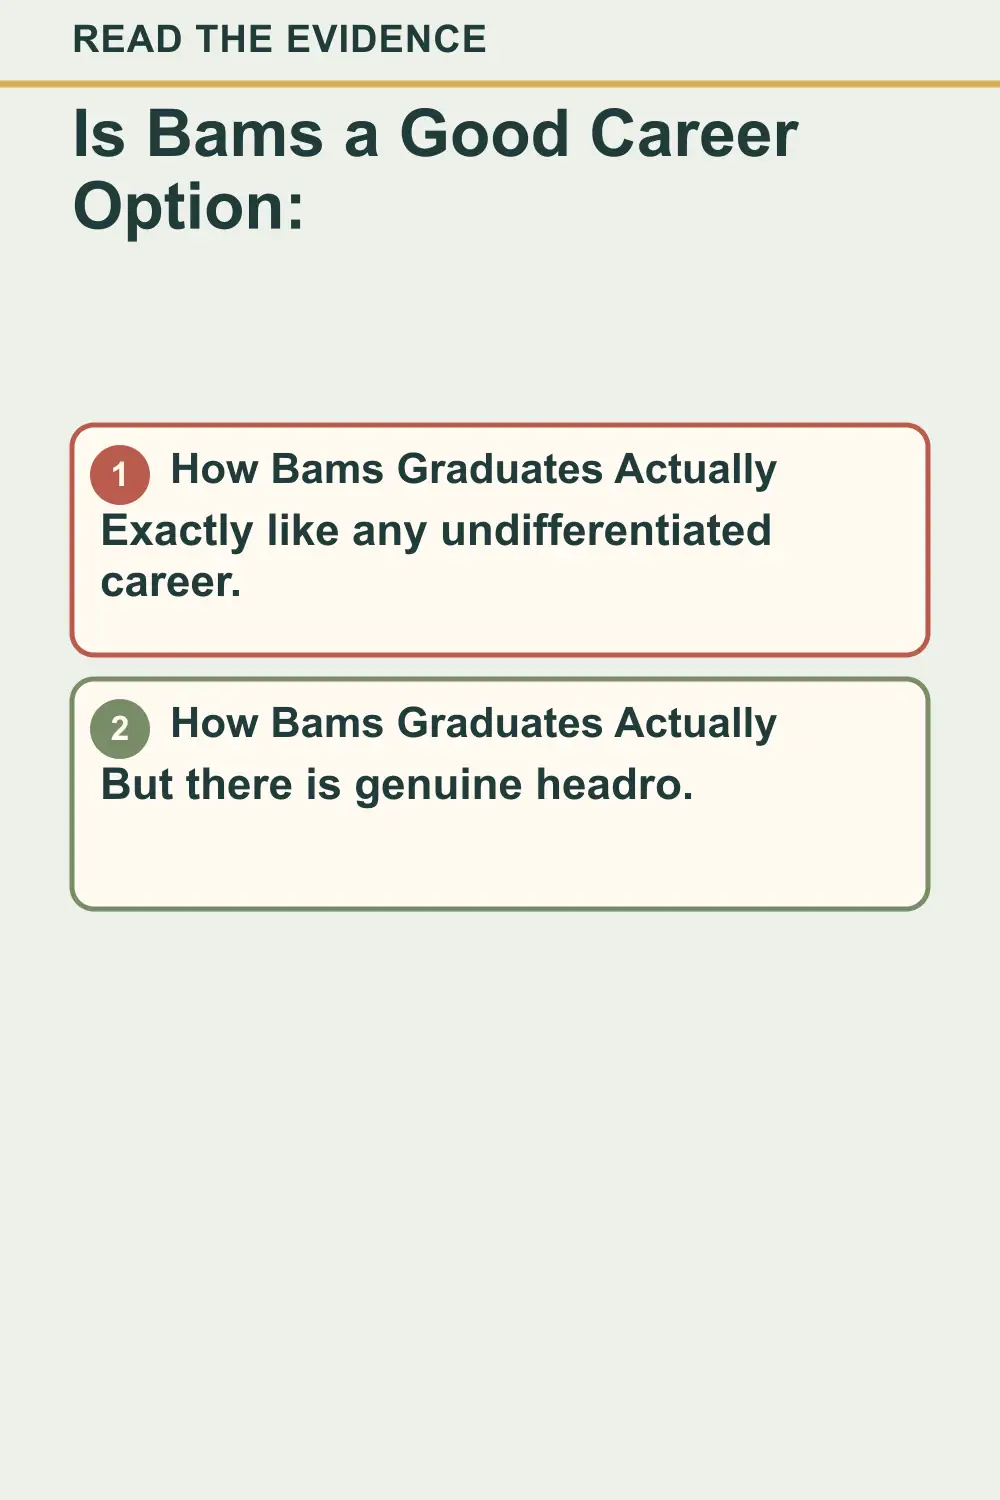 READ THE EVIDENCE
Is Bams a Good Career
Option:
1 How Bams Graduates Actually
Exactly like any undifferentiated
career.
2 How Bams Graduates Actually
But there is genuine headro.